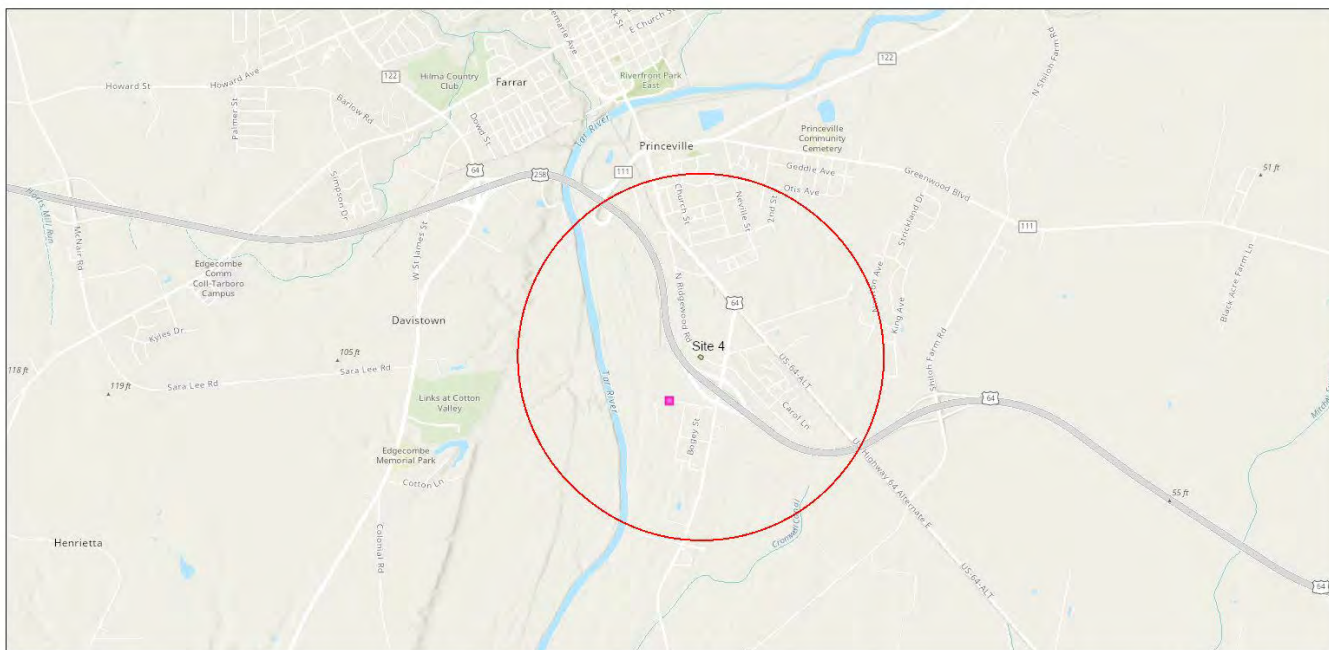 E Church St
Riverfront Park
East
122
122
Howard St
Howard Ave
Hilma Country
Club
Farrar
Palmer St
Barlow Rd
Dowd St
Tar River
Princeville
Princeville
Community
Cemetery
N Shiloh Farm Rd
64
258
111
Geddie Ave
Otis Ave
Greenwood Blvd
51 ft
Simpson Dr
Church St
Neville St
2nd St
Strickland Dr
111
McNair Rd
W St James St
Edgecombe
Comm
Coll-Tarboro
Campus
N Ridgewood Rd
King Ave
Black Acre Farm Ln
64
Davistown
Kyles Dr
Site 4
US-64 ALT
Shiloh Farm Rd
105 ft
118 ft
119 ft
Sara Lee Rd
Sara Lee Rd
Tar River
Links at Cotton
Valley
Carol Ln
64
Bogey St
Edgecombe
Memorial Park
Cotton Ln
US Highway 64 Alternate E
55 ft
Colonial Rd
Henrietta
US-64 ALT
64